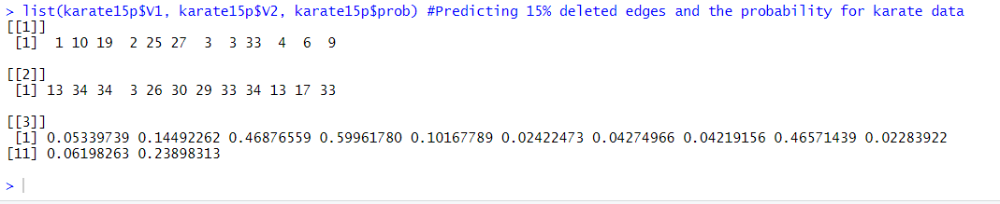 > list(karate15p$V1, karate15p$V2, karate15p$prob) #Predicting 15% deleted edges and the probability for karate data
[[1]]
 [1]  1 10 19  2 25 27  3  3 33  4  6  9
[[2]]
 [1] 13 34 34  3 26 30 29 33 34 13 17 33
[[3]]
 [1] 0.05339739 0.14492262 0.46876559 0.59961780 0.10167789 0.02422473 0.04274966 0.04219156 0.46571439 0.02283922
[11] 0.06198263 0.23898313
>